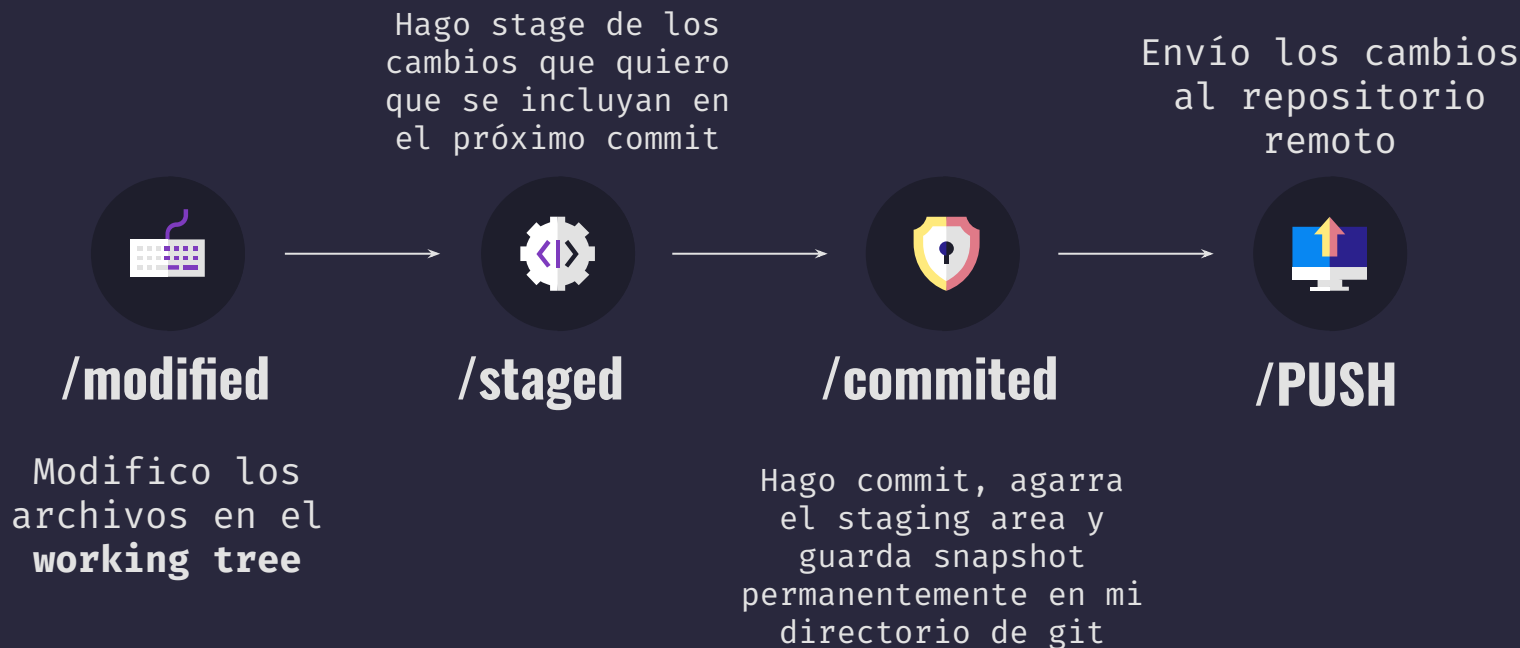 Hago stage de los
cambios que quiero
que se incluyan en
el próximo commit
Envío los cambios
al repositorio
remoto
/modified
/staged
/commited
/PUSH
Modifico los
archivos en el
working tree
Hago commit, agarra
el staging area y
guarda snapshot
permanentemente en mi
directorio de git